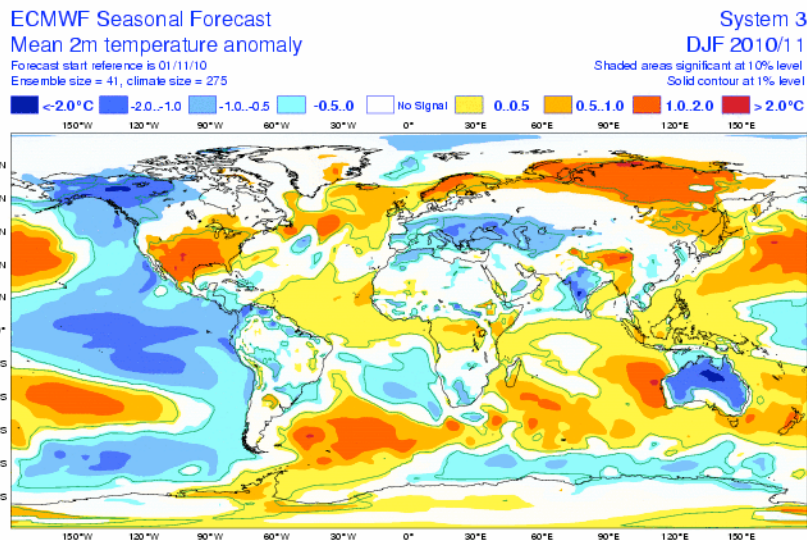 ECMWF Seasonal Forecast System 3
Mean 2m temperature anomaly DJF 2010/11
Forecast start reference is 01/11/10 Shaded areas significant at 10% level
Ensemble size = 41, climate size = 275 Solid contour at 1% level
<-2.0°C -2.0..-1.0 -1.0..-0.5 -0.5..0 No Signal 0..0.5 0.5..1.0 1.0..2.0 > 2.0°C
150°W 120°W 90°W 60°W 30°W 0° 30°E 60°E 90°E 120°E 150°E
N
N
N
N
N
°
S
S
S
S
S
150°W 120°W 90°W 60°W 30°W 0° 30°E 60°E 90°E 120°E 150°E